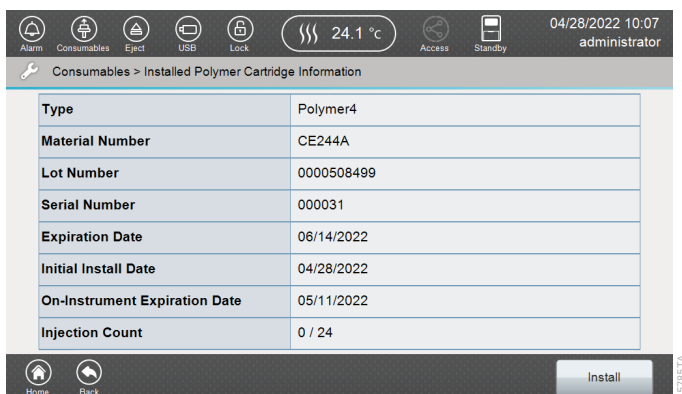 04/28/2022 10:07
24.1 °c
administrator
Alarm Consumables Eject USB Lock Access Standby
Consumables > Installed Polymer Cartridge Information
Type Polymer4
Material Number CE244A
Lot Number 0000508499
Serial Number 000031
Expiration Date 06/14/2022
Initial Install Date 04/28/2022
On-Instrument Expiration Date 05/11/2022
Injection Count 0 / 24
Install
Home Back